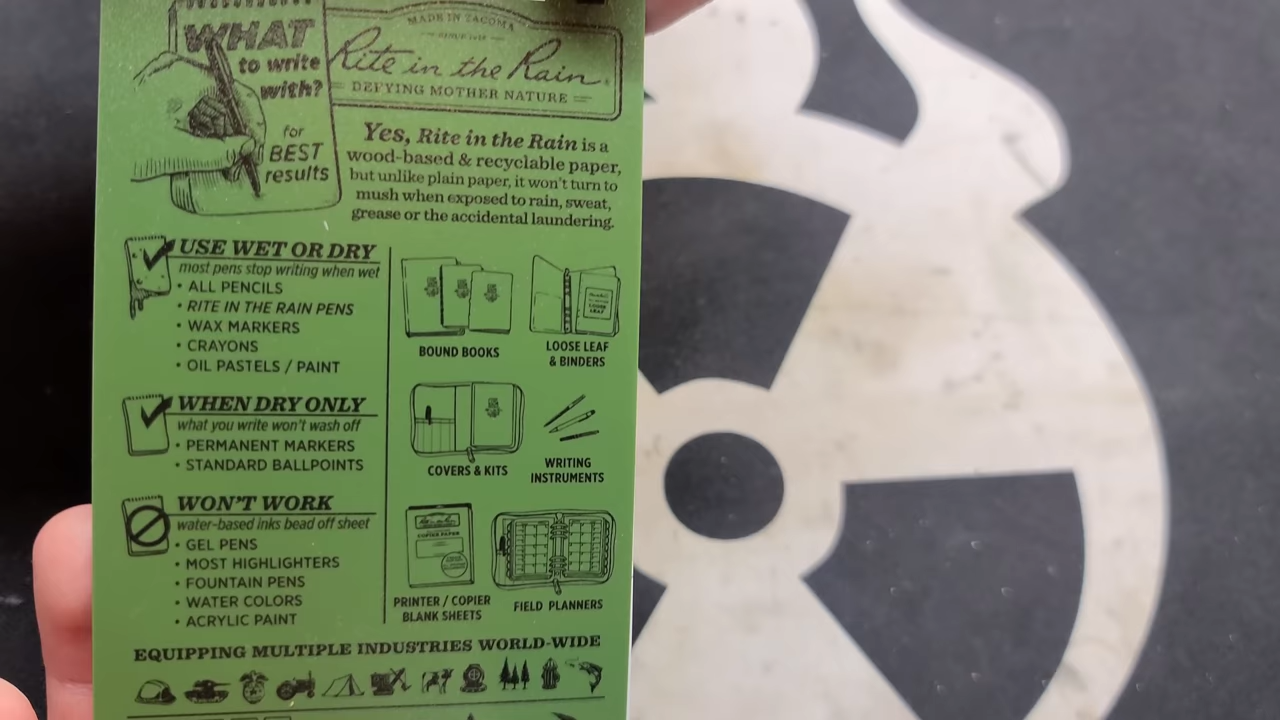 WHAT
to write
with?
for
BEST
results
MADE IN TACOMA
Rite in the Rain
DEFYING MOTHER NATURE
Yes, Rite in the Rain is a
wood-based & recyclable paper,
but unlike plain paper, it won't turn to
mush when exposed to rain, sweat,
grease or the accidental laundering.
USE WET OR DRY
most pens stop writing when wet
• ALL PENCILS
• RITE IN THE RAIN PENS
• WAX MARKERS
• CRAYONS
• OIL PASTELS / PAINT
WHEN DRY ONLY
what you write won't wash off
• PERMANENT MARKERS
• STANDARD BALLPOINTS
WON'T WORK
water-based inks bead off sheet
• GEL PENS
• MOST HIGHLIGHTERS
• FOUNTAIN PENS
• WATER COLORS
• ACRYLIC PAINT
BOUND BOOKS
LOOSE
LEAF
LOOSE LEAF
& BINDERS
COVERS & KITS
WRITING
INSTRUMENTS
COPIER PAPER
PRINTER / COPIER
BLANK SHEETS
FIELD PLANNERS
EQUIPPING MULTIPLE INDUSTRIES WORLD-WIDE